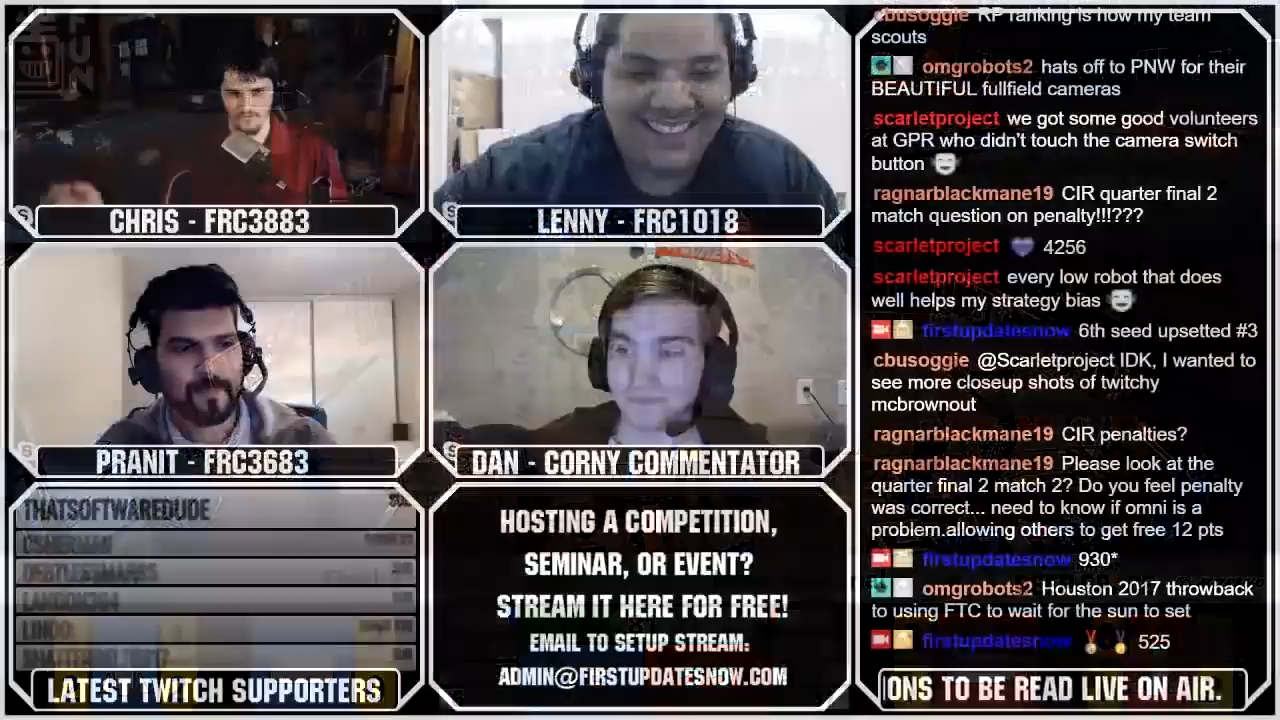 FUN
CHRIS - FRC3883
LENNY - FRC1018
PRANIT - FRC3683
DAN - CORNY COMMENTATOR
THATSOFTWAREDUDE
LANDON364
LATEST TWITCH SUPPORTERS
HOSTING A COMPETITION,
SEMINAR, OR EVENT?
STREAM IT HERE FOR FREE!
EMAIL TO SETUP STREAM:
ADMIN@FIRSTUPDATESNOW.COM
cbusoggie RP ranking is how my team
scouts
omgrobots2 hats off to PNW for their
BEAUTIFUL fullfield cameras
scarletproject we got some good volunteers
at GPR who didn't touch the camera switch
button
ragnarblackmane19 CIR quarter final 2
match question on penalty!!!???
scarletproject 4256
scarletproject every low robot that does
well helps my strategy bias
firstupdatesnow 6th seed upsetted #3
cbusoggie @Scarletproject IDK, I wanted to
see more closeup shots of twitchy
mcbrownout
ragnarblackmane19 CIR penalties?
ragnarblackmane19 Please look at the
quarter final 2 match 2? Do you feel penalty
was correct... need to know if omni is a
problem.allowing others to get free 12 pts
firstupdatesnow 930*
omgrobots2 Houston 2017 throwback
to using FTC to wait for the sun to set
firstupdatesnow 525
ONS TO BE READ LIVE ON AIR.